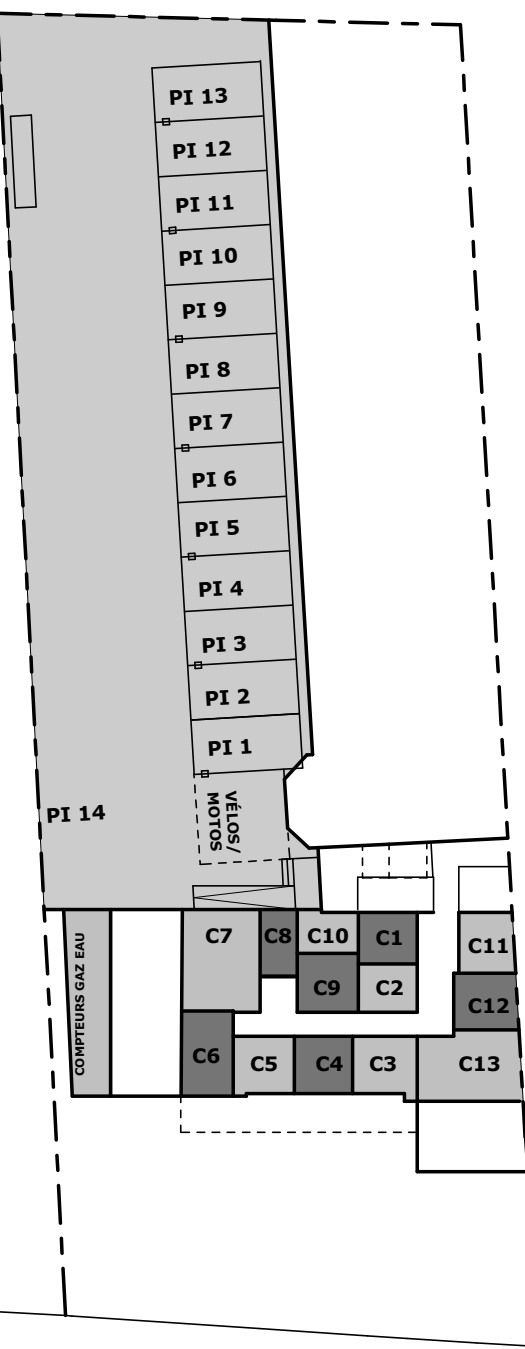 PI 13
PI 12
PI 11
PI 10
PI 9
PI 8
PI 7
PI 6
PI 5
PI 4
PI 3
PI 2
PI 1
VÉLOS/
MOTOS
PI 14
COMPTEURS GAZ EAU
C7
C8
C10
C1
C11
C9
C2
C12
C6
C5
C4
C3
C13